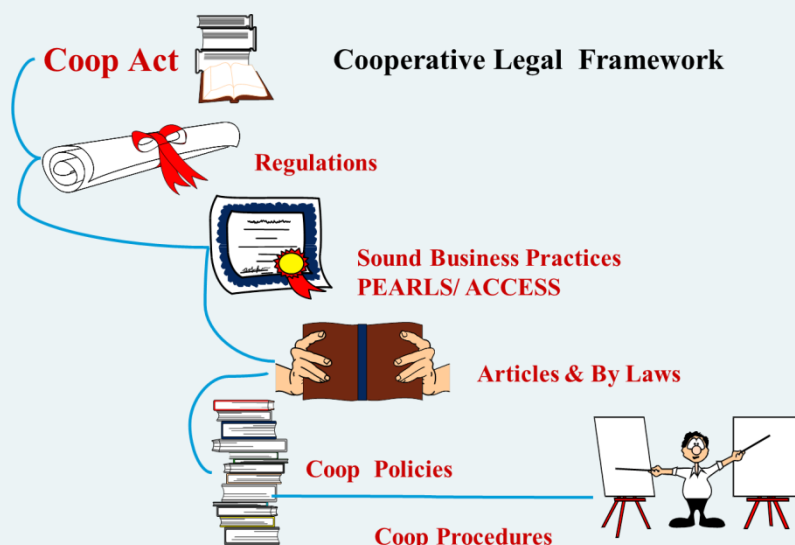 Coop Act
Cooperative Legal Framework
Regulations
Sound Business Practices
PEARLS/ ACCESS
Articles & By Laws
Coop Policies
Coop Procedures